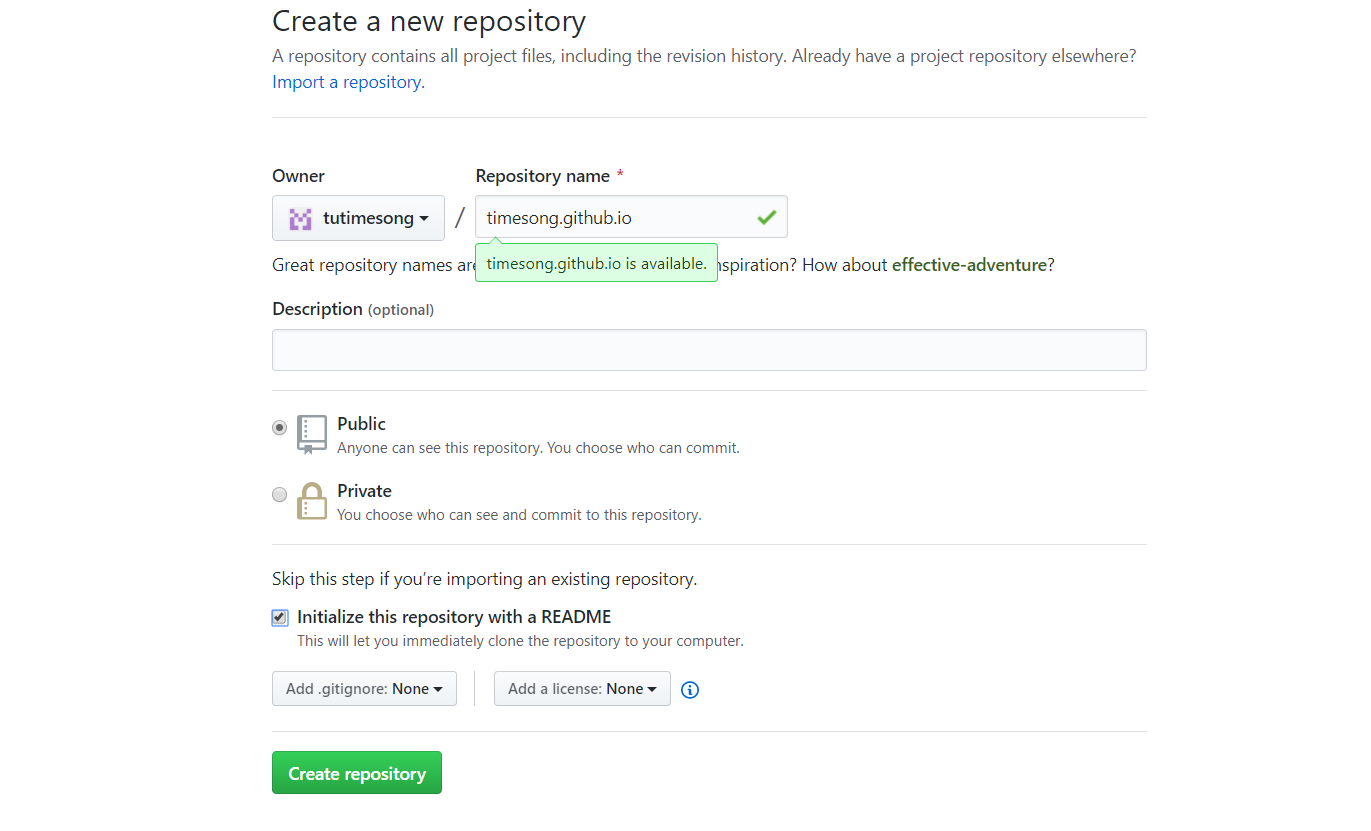 Create a new repository
A repository contains all project files, including the revision history. Already have a project repository elsewhere?
Import a repository.
Owner
Repository name *
tutimesong
/
timesong.github.io
timesong.github.io is available.
Great repository names are
How about effective-adventure?
Description (optional)
Public
Anyone can see this repository. You choose who can commit.
Private
You choose who can see and commit to this repository.
Skip this step if you’re importing an existing repository.
Initialize this repository with a README
This will let you immediately clone the repository to your computer.
Add .gitignore: None
Add a license: None
Create repository